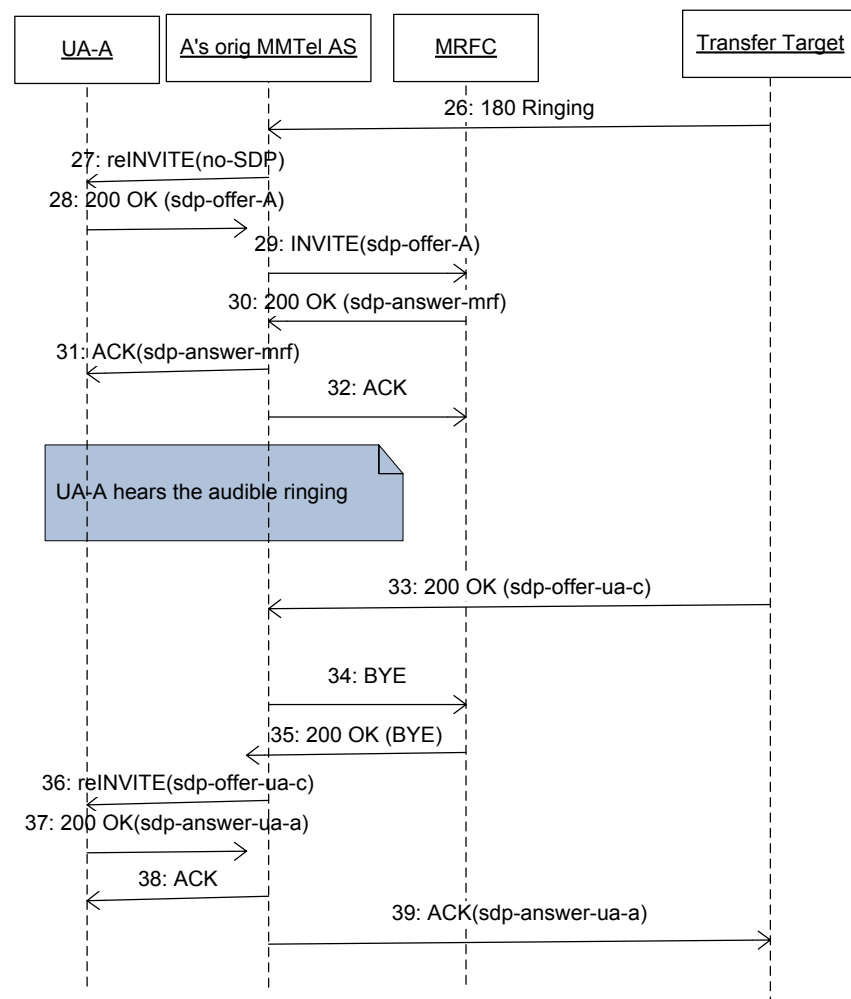 UA-A
A's orig MMTel AS
MRFC
Transfer Target
26: 180 Ringing
27: reINVITE(no-SDP)
28: 200 OK (sdp-offer-A)
29: INVITE(sdp-offer-A)
30: 200 OK (sdp-answer-mrf)
31: ACK(sdp-answer-mrf)
32: ACK
UA-A hears the audible ringing
33: 200 OK (sdp-offer-ua-c)
34: BYE
35: 200 OK (BYE)
36: reINVITE(sdp-offer-ua-c)
37: 200 OK(sdp-answer-ua-a)
38: ACK
39: ACK(sdp-answer-ua-a)